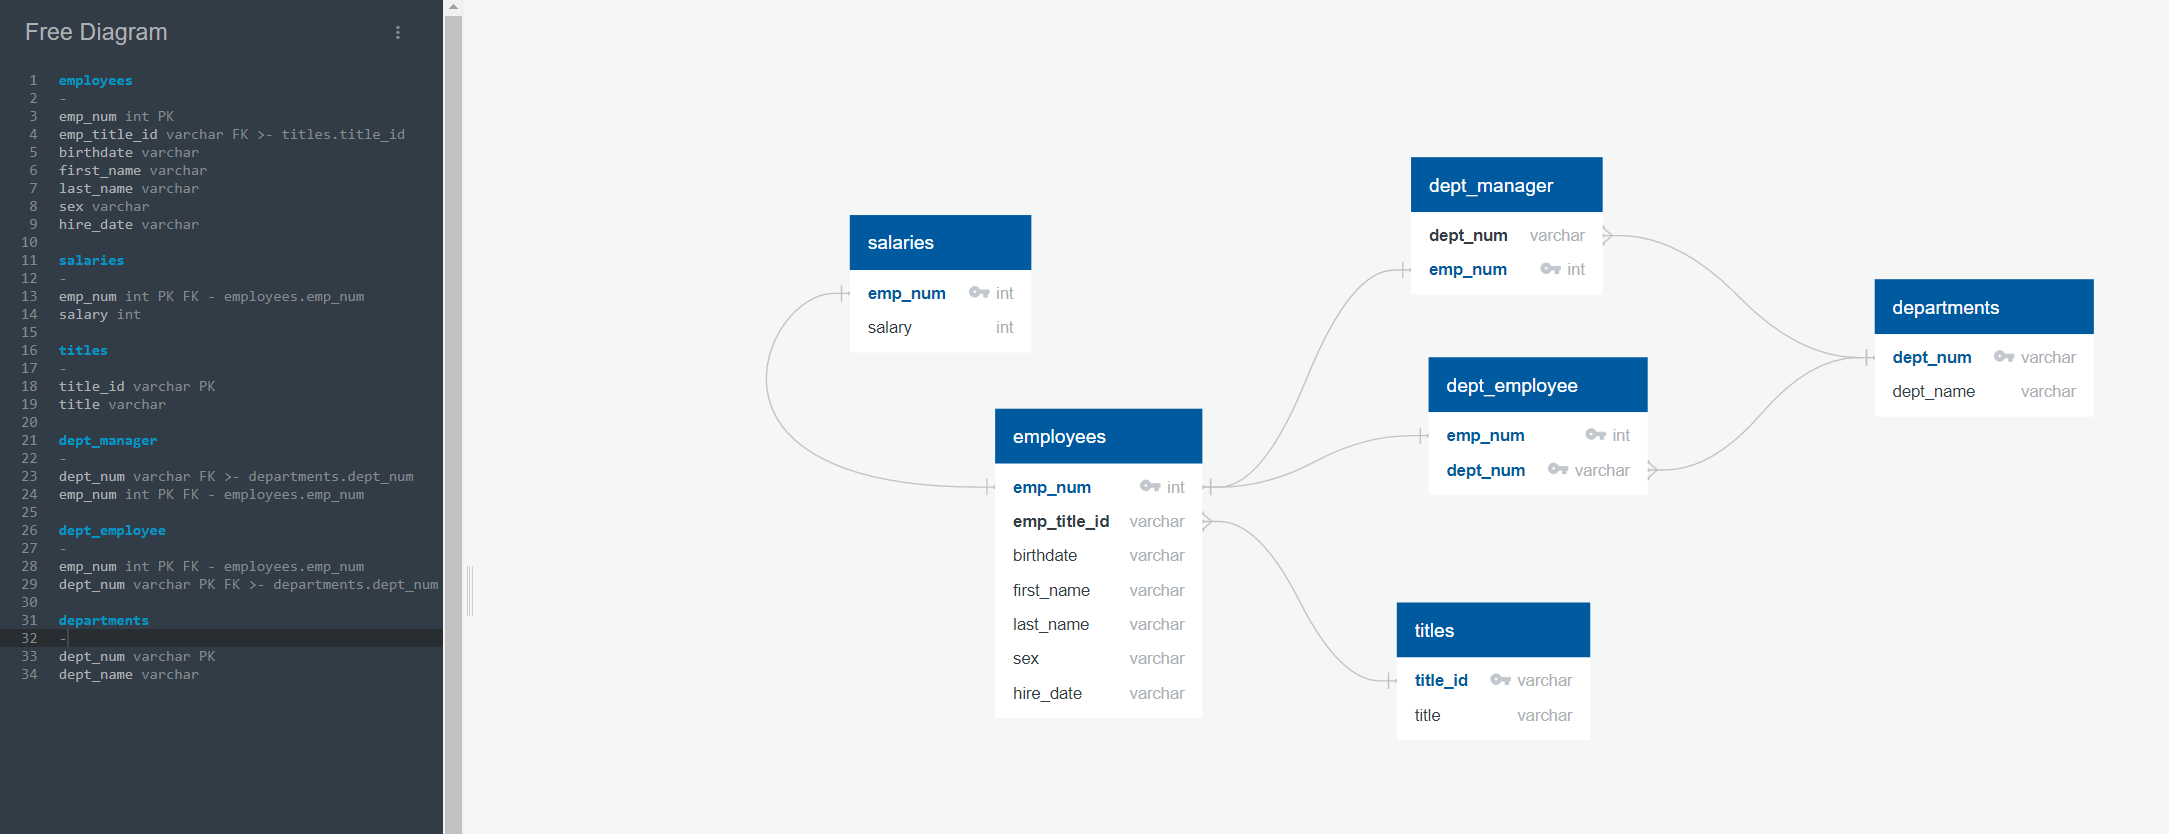 Free Diagram
1 employees
2 -
3 emp_num int PK
4 emp_title_id varchar FK >- titles.title_id
5 birthdate varchar
6 first_name varchar
7 last_name varchar
8 sex varchar
9 hire_date varchar
10
11 salaries
12 -
13 emp_num int PK FK - employees.emp_num
14 salary int
15
16 titles
17 -
18 title_id varchar PK
19 title varchar
20
21 dept_manager
22 -
23 dept_num varchar FK >- departments.dept_num
24 emp_num int PK FK - employees.emp_num
25
26 dept_employee
27 -
28 emp_num int PK FK - employees.emp_num
29 dept_num varchar PK FK >- departments.dept_num
30
31 departments
32 -
33 dept_num varchar PK
34 dept_name varchar
salaries
emp_num int
salary int
employees
emp_num int
emp_title_id varchar
birthdate varchar
first_name varchar
last_name varchar
sex varchar
hire_date varchar
dept_manager
dept_num varchar
emp_num int
dept_employee
emp_num int
dept_num varchar
titles
title_id varchar
title varchar
departments
dept_num varchar
dept_name varchar